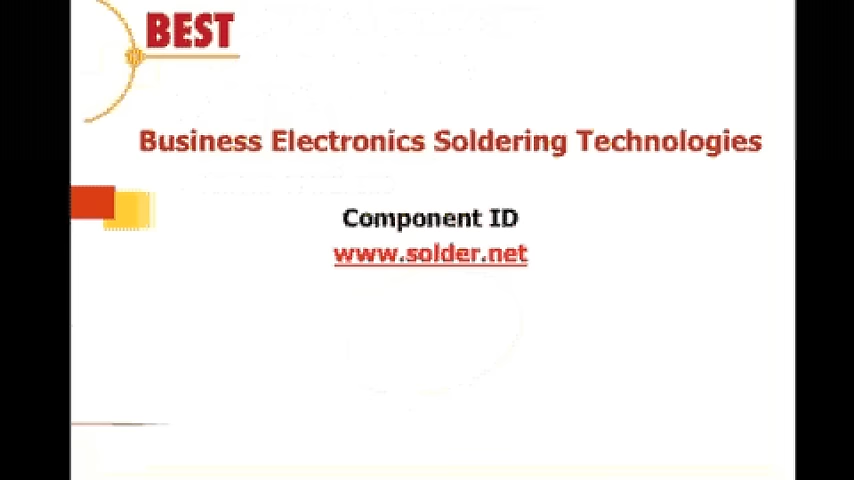 BEST
Business Electronics Soldering Technologies
Component ID
www.solder.net